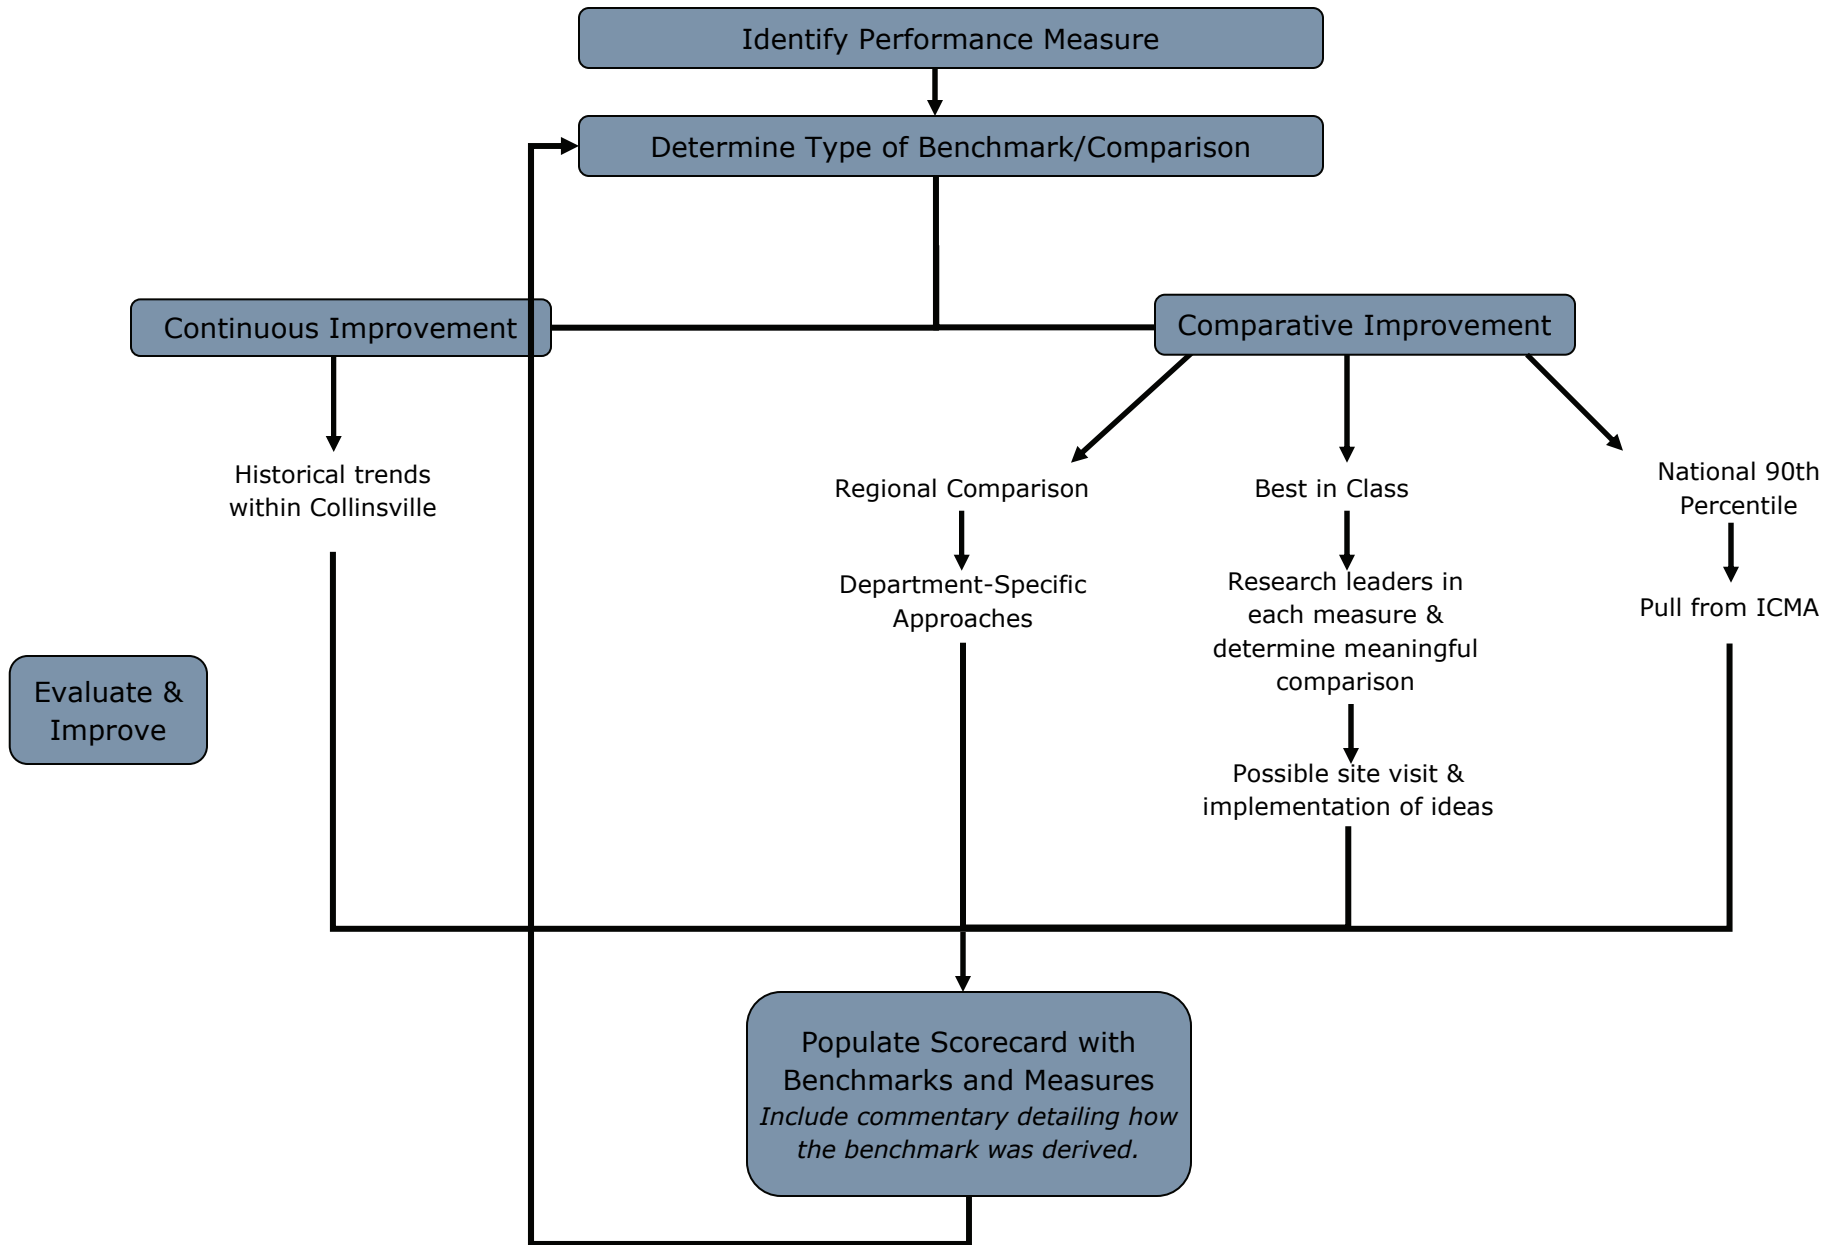 Identify Performance Measure
Determine Type of Benchmark/Comparison
Continuous Improvement
Comparative Improvement
Historical trends
within Collinsville
Regional Comparison
Best in Class
National 90th
Percentile
Department-Specific
Approaches
Research leaders in
each measure &
determine meaningful
comparison
Pull from ICMA
Evaluate &
Improve
Possible site visit &
implementation of ideas
Populate Scorecard with
Benchmarks and Measures
Include commentary detailing how
the benchmark was derived.